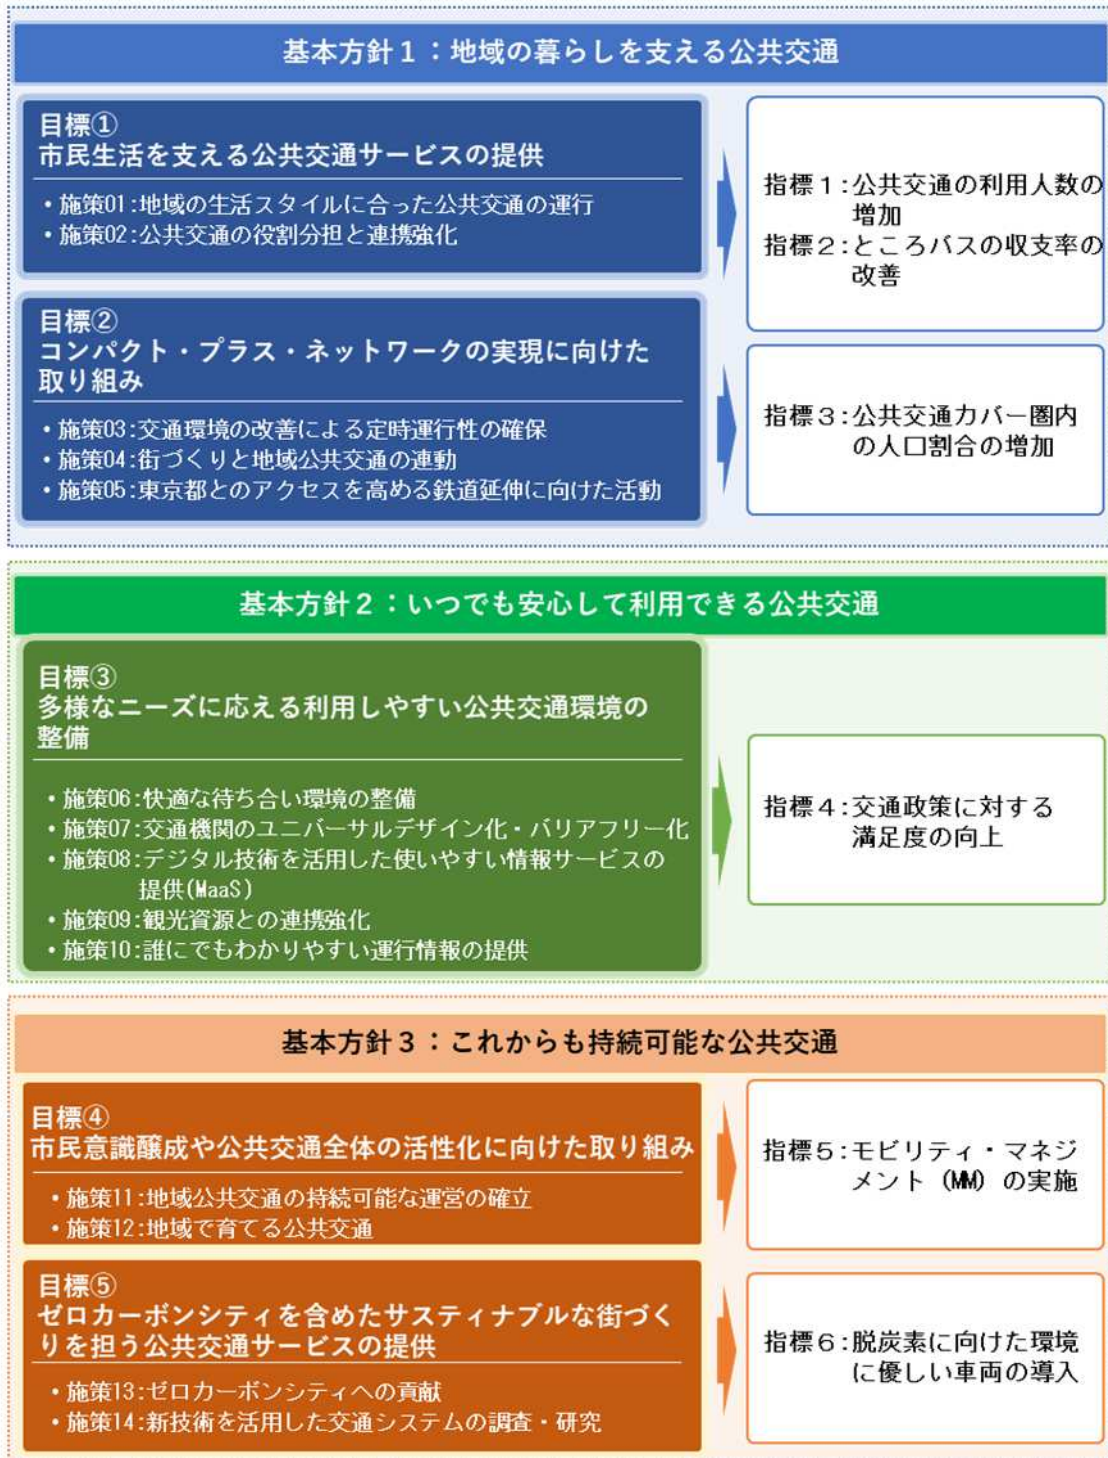 基本方針１：地域の暮らしを支える公共交通
目標①
市民生活を支える公共交通サービスの提供
・施策01:地域の生活スタイルに合った公共交通の運行
・施策02:公共交通の役割分担と連携強化
指標１:公共交通の利用人数の
増加
指標２:ところバスの収支率の
改善
目標②
コンパクト・プラス・ネットワークの実現に向けた
取り組み
・施策03:交通環境の改善による定時運行性の確保
・施策04:街づくりと地域公共交通の連動
・施策05:東京都とのアクセスを高める鉄道延伸に向けた活動
指標３:公共交通カバー圏内
の人口割合の増加
基本方針２：いつでも安心して利用できる公共交通
目標③
多様なニーズに応える利用しやすい公共交通環境の
整備
・施策06:快適な待ち合い環境の整備
・施策07:交通機関のユニバーサルデザイン化・バリアフリー化
・施策08:デジタル技術を活用した使いやすい情報サービスの
提供(MaaS)
・施策09:観光資源との連携強化
・施策10:誰にでもわかりやすい運行情報の提供
指標４:交通政策に対する
満足度の向上
基本方針３：これからも持続可能な公共交通
目標④
市民意識醸成や公共交通全体の活性化に向けた取り組み
・施策11:地域公共交通の持続可能な運営の確立
・施策12:地域で育てる公共交通
指標５:モビリティ・マネジ
メント（MM）の実施
目標⑤
ゼロカーボンシティを含めたサスティナブルな街づく
りを担う公共交通サービスの提供
・施策13:ゼロカーボンシティへの貢献
・施策14:新技術を活用した交通システムの調査・研究
指標６:脱炭素に向けた環境
に優しい車両の導入